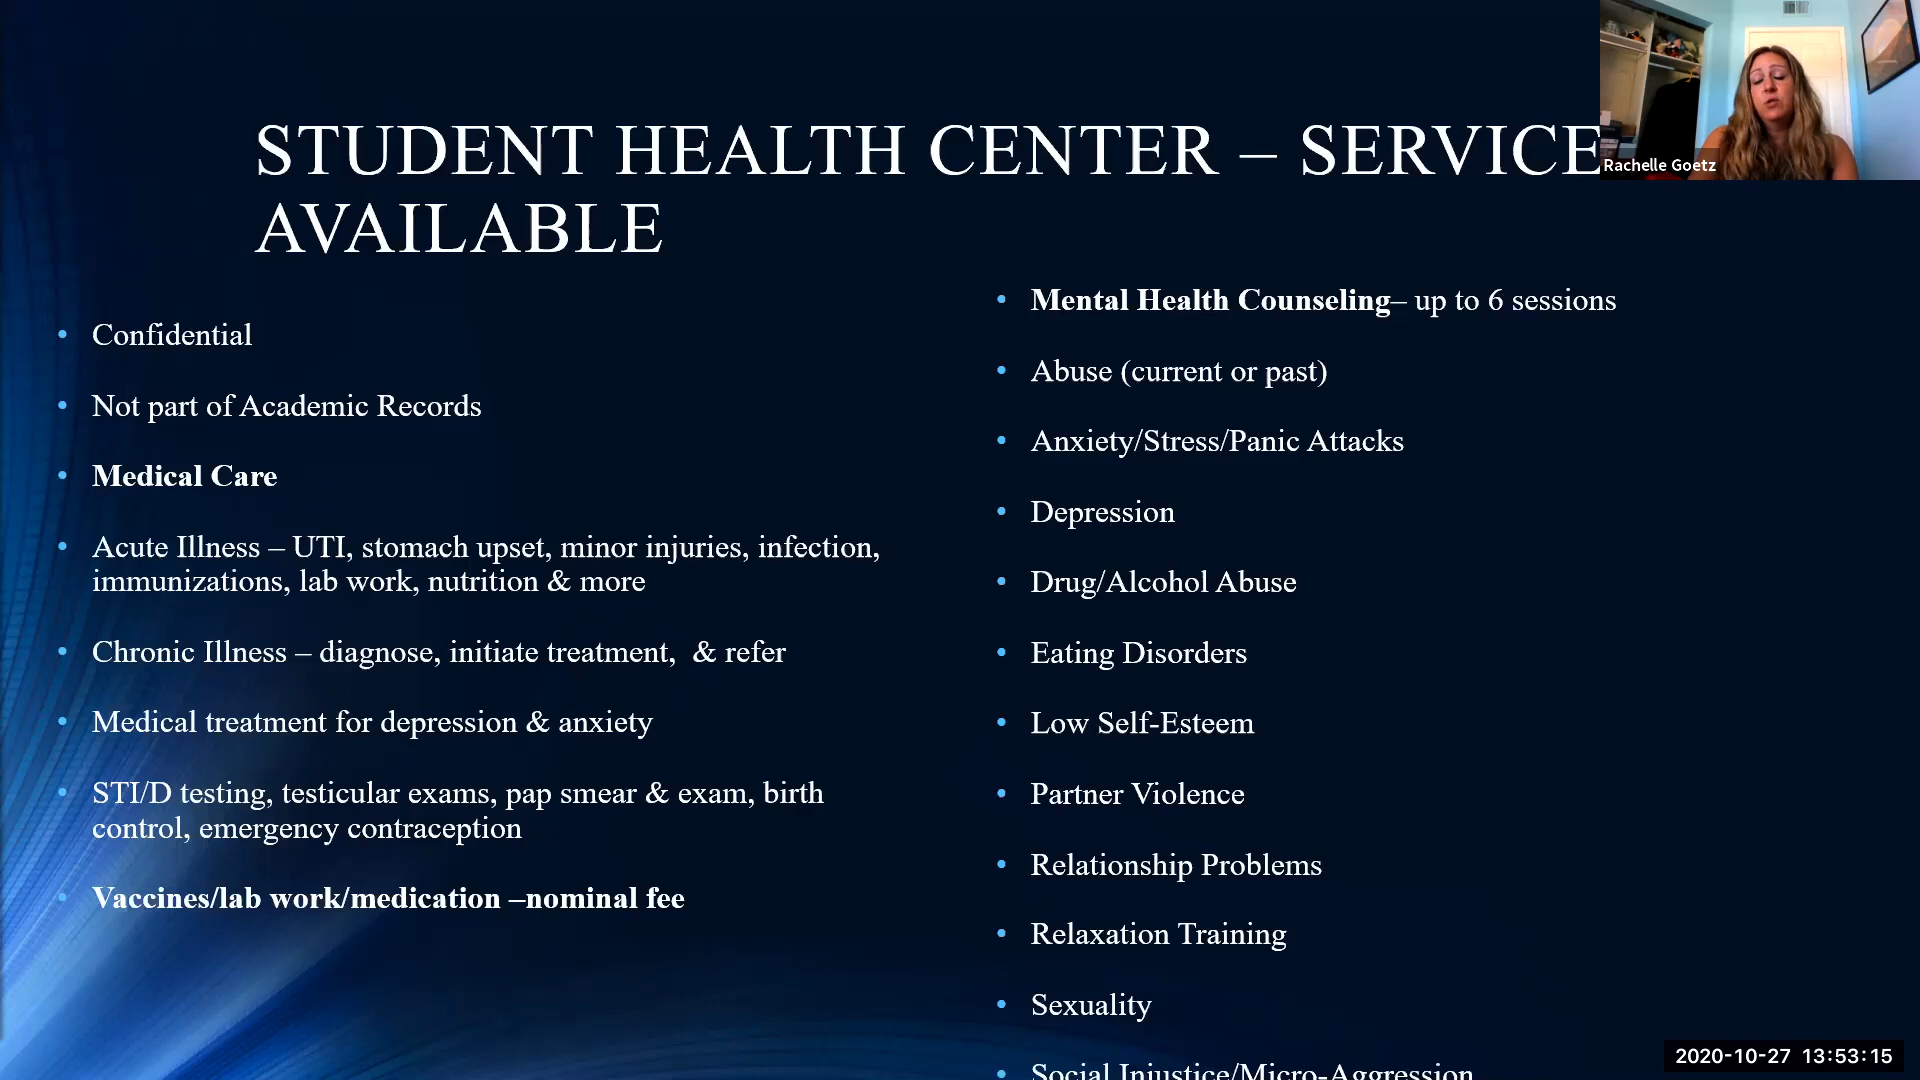 STUDENT HEALTH CENTER – SERVICE
AVAILABLE
Rachelle Goetz
Confidential
Not part of Academic Records
Medical Care
Acute Illness – UTI, stomach upset, minor injuries, infection,
immunizations, lab work, nutrition & more
Chronic Illness – diagnose, initiate treatment,  & refer
Medical treatment for depression & anxiety
STI/D testing, testicular exams, pap smear & exam, birth
control, emergency contraception
Vaccines/lab work/medication –nominal fee
Mental Health Counseling– up to 6 sessions
Abuse (current or past)
Anxiety/Stress/Panic Attacks
Depression
Drug/Alcohol Abuse
Eating Disorders
Low Self-Esteem
Partner Violence
Relationship Problems
Relaxation Training
Sexuality
Social Injustice/Micro-Aggression
2020-10-27 13:53:15